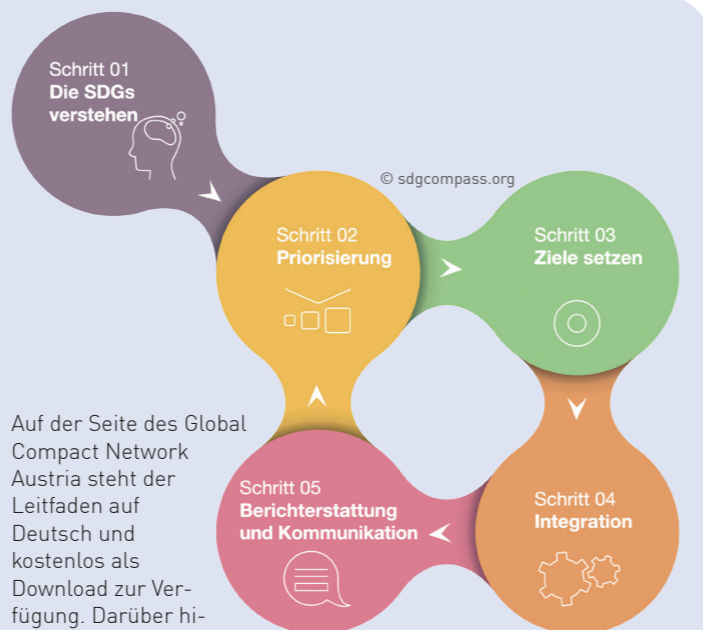 Schritt 01
Die SDGs
verstehen
© sdgcompass.org
Schritt 02
Priorisierung
Schritt 03
Ziele setzen
Schritt 04
Integration
Schritt 05
Berichterstattung
und Kommunikation
Auf der Seite des Global
Compact Network
Austria steht der
Leitfaden auf
Deutsch und
kostenlos als
Download zur Ver-
fügung. Darüber hi-